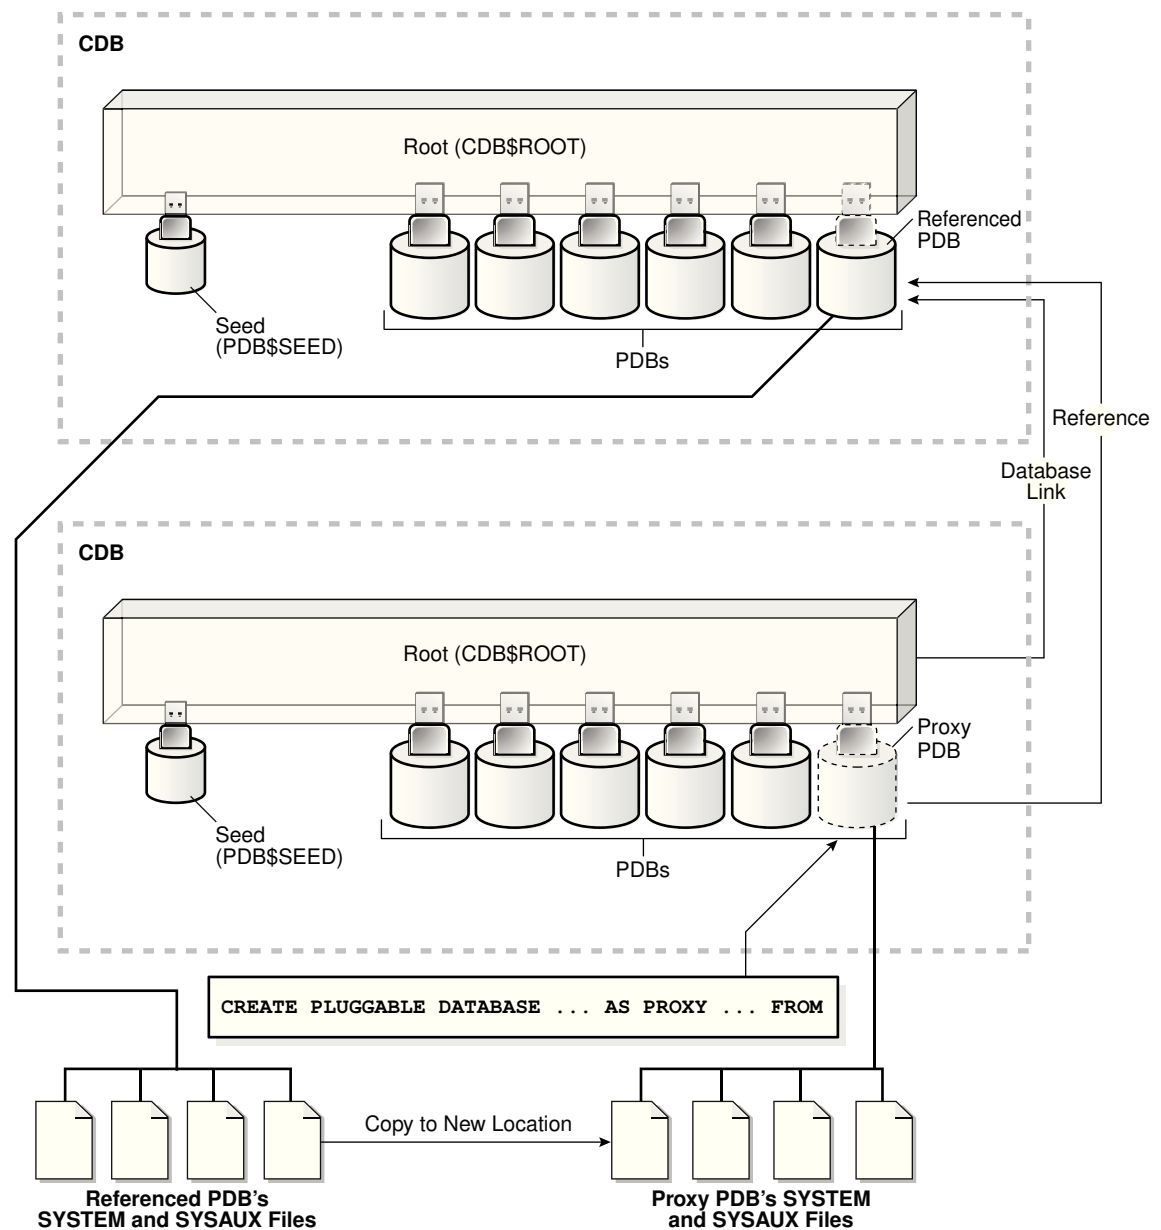 CDB
Root (CDB$ROOT)
Referenced
PDB
Seed
(PDB$SEED)
PDBs
Reference
Database
Link
CDB
Root (CDB$ROOT)
Proxy
PDB
Seed
(PDB$SEED)
PDBs
CREATE PLUGGABLE DATABASE ... AS PROXY ... FROM
Copy to New Location
Referenced PDB's
SYSTEM and SYSAUX Files
Proxy PDB's SYSTEM
and SYSAUX Files